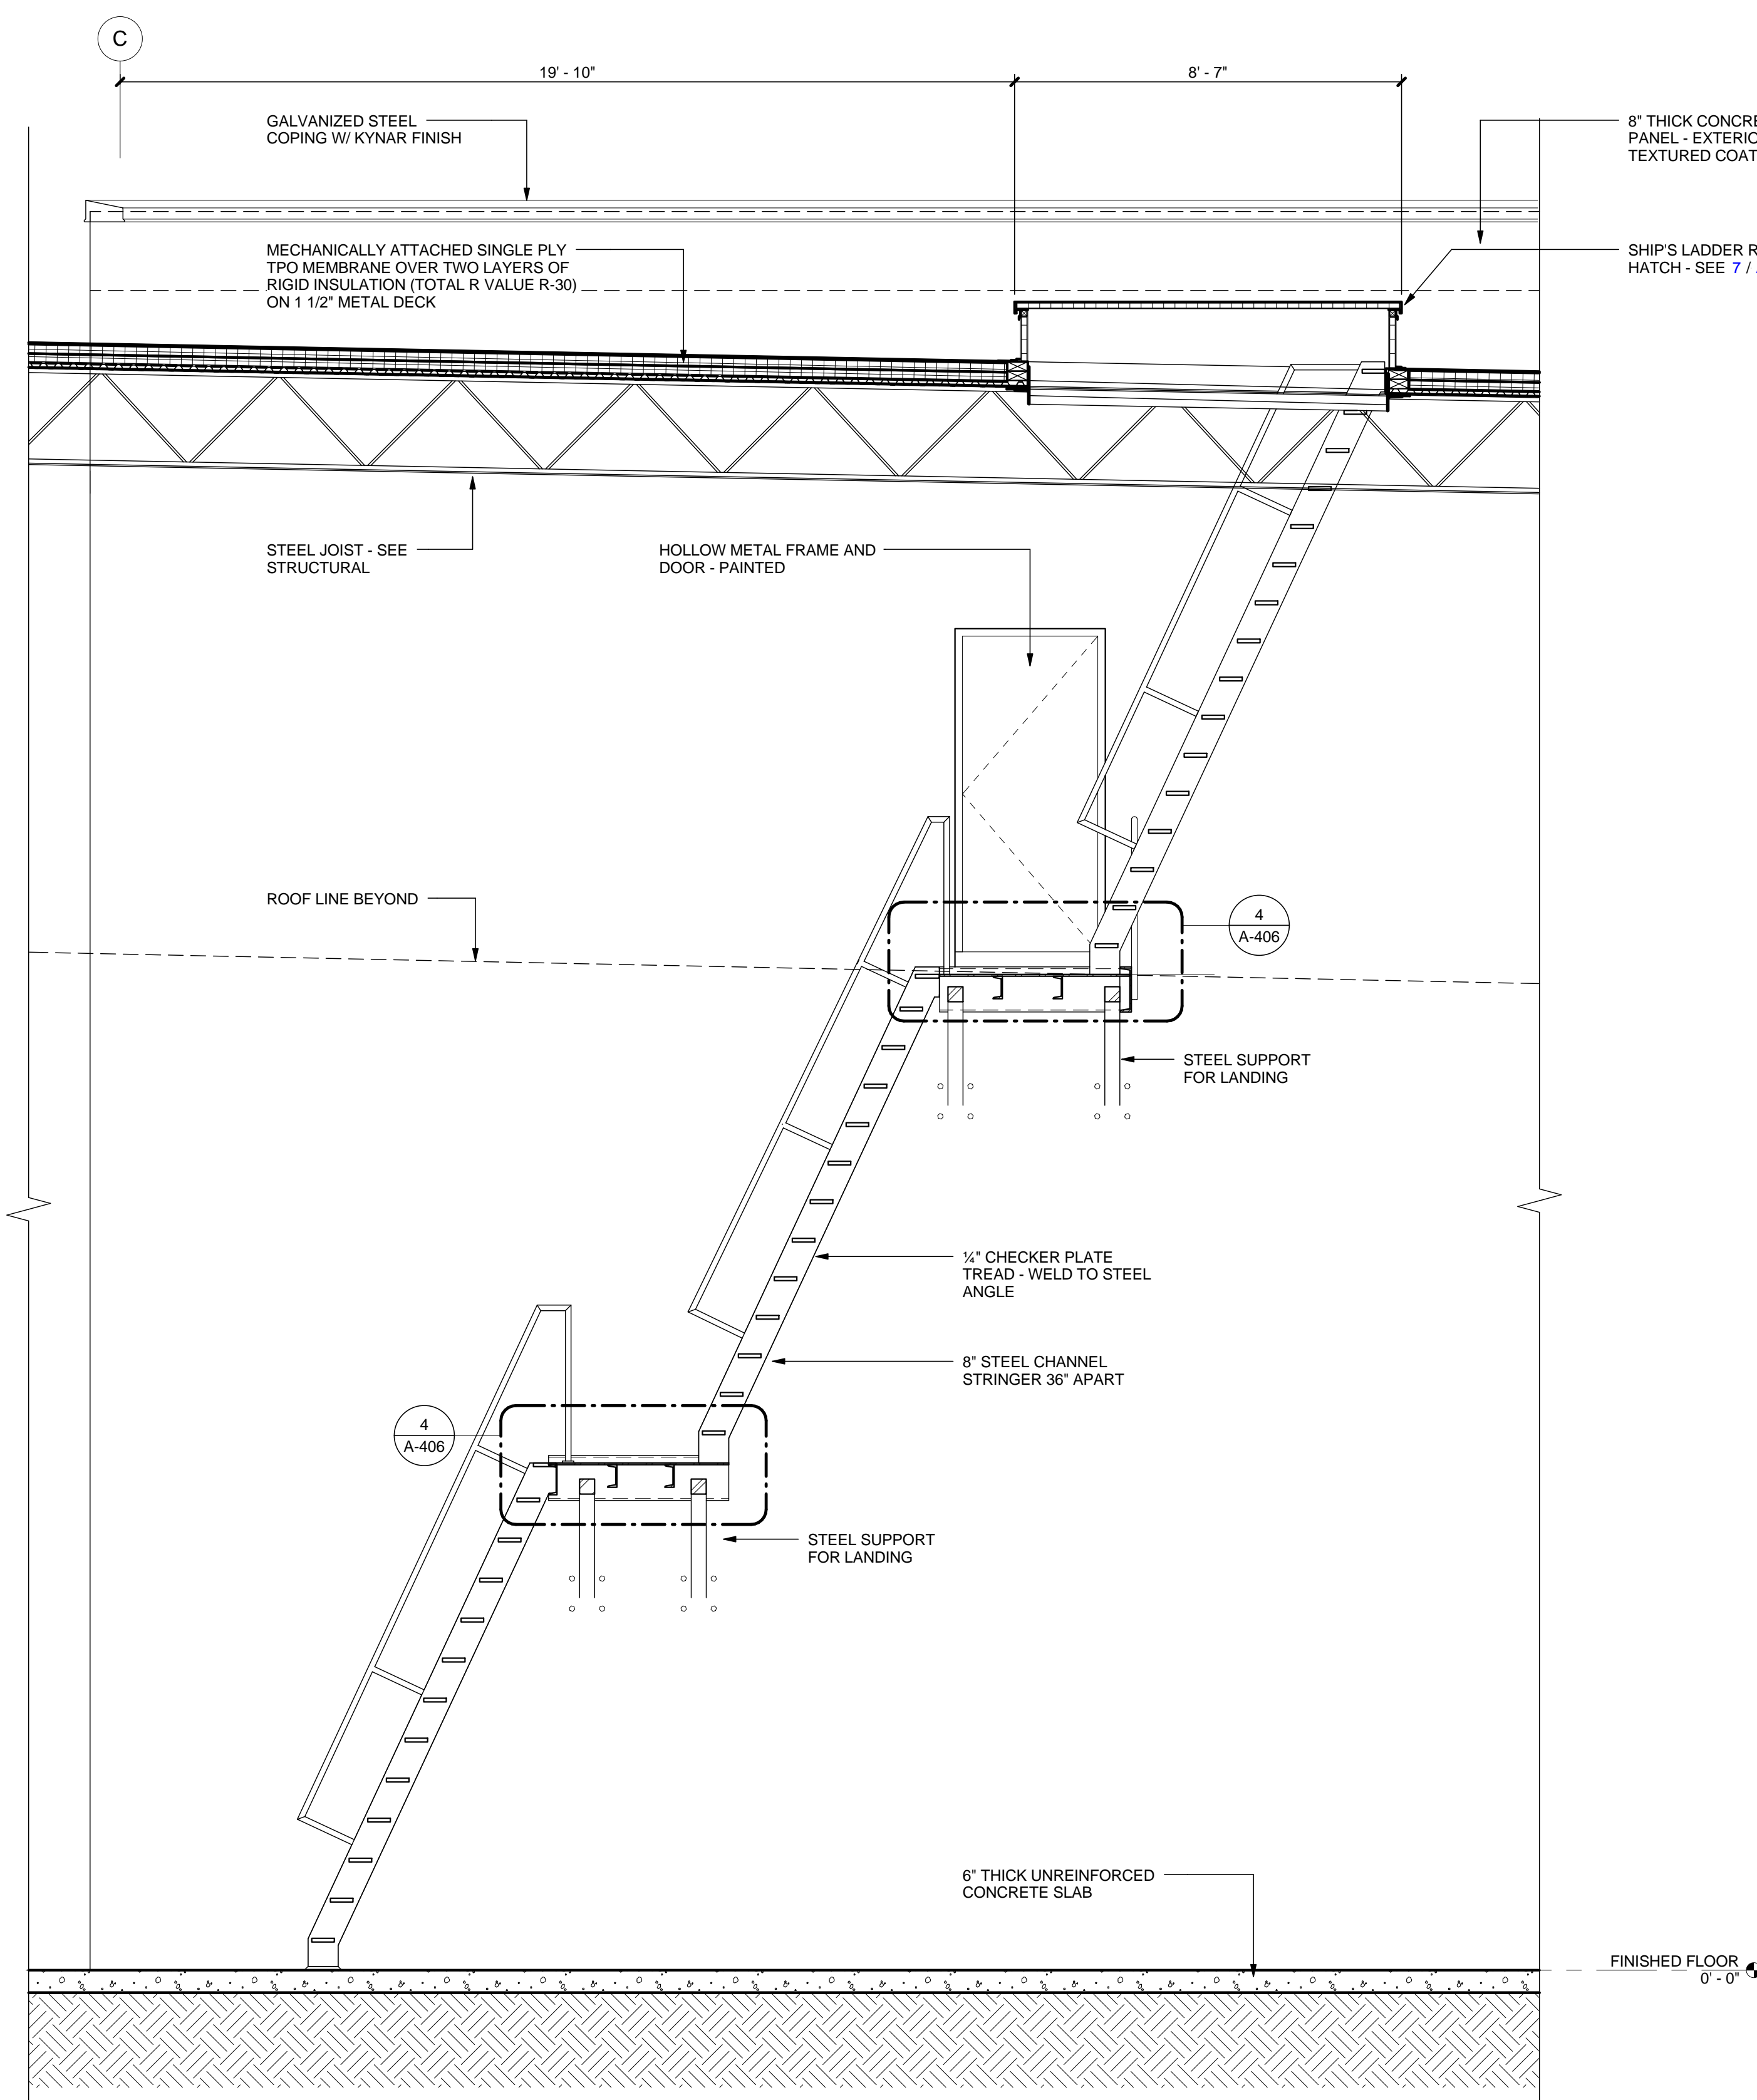 C
19' - 10"
8' - 7"
GALVANIZED STEEL
COPING W/ KYNAR FINISH
8" THICK
PANEL -
TEXTURED
MECHANICALLY ATTACHED SINGLE PLY
TPO MEMBRANE OVER TWO LAYERS OF
RIGID INSULATION (TOTAL R VALUE R-30)
ON 1 1/2" METAL DECK
SHIP'S LADDER
HATCH - SEE 7 /
STEEL JOIST - SEE
STRUCTURAL
HOLLOW METAL FRAME AND
DOOR - PAINTED
ROOF LINE BEYOND
4
A-406
STEEL SUPPORT
FOR LANDING
¼" CHECKER PLATE
TREAD - WELD TO STEEL
ANGLE
8" STEEL CHANNEL
STRINGER 36" APART
4
A-406
STEEL SUPPORT
FOR LANDING
6" THICK UNREINFORCED
CONCRETE SLAB
FINISHED FLOOR
0' - 0"